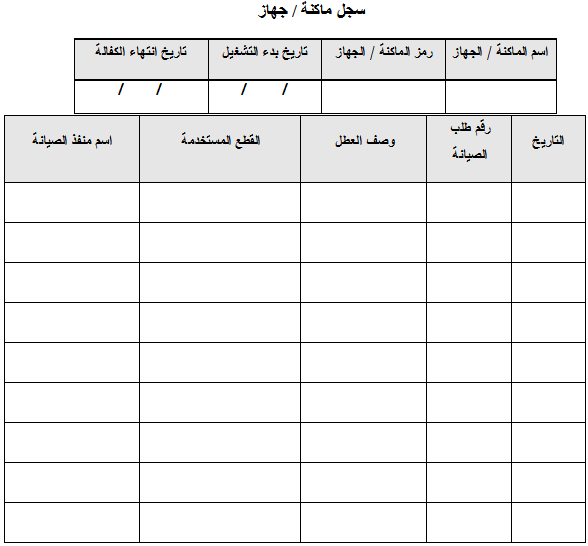 سجل ماكنة / جهاز
اسم الماكنة / الجهاز رمز الماكنة / الجهاز تاريخ بدء التشغيل تاريخ انتهاء الكفالة
/ / / /
التاريخ رقم طلب الصيانة وصف العطل القطع المستخدمة اسم منفذ الصيانة